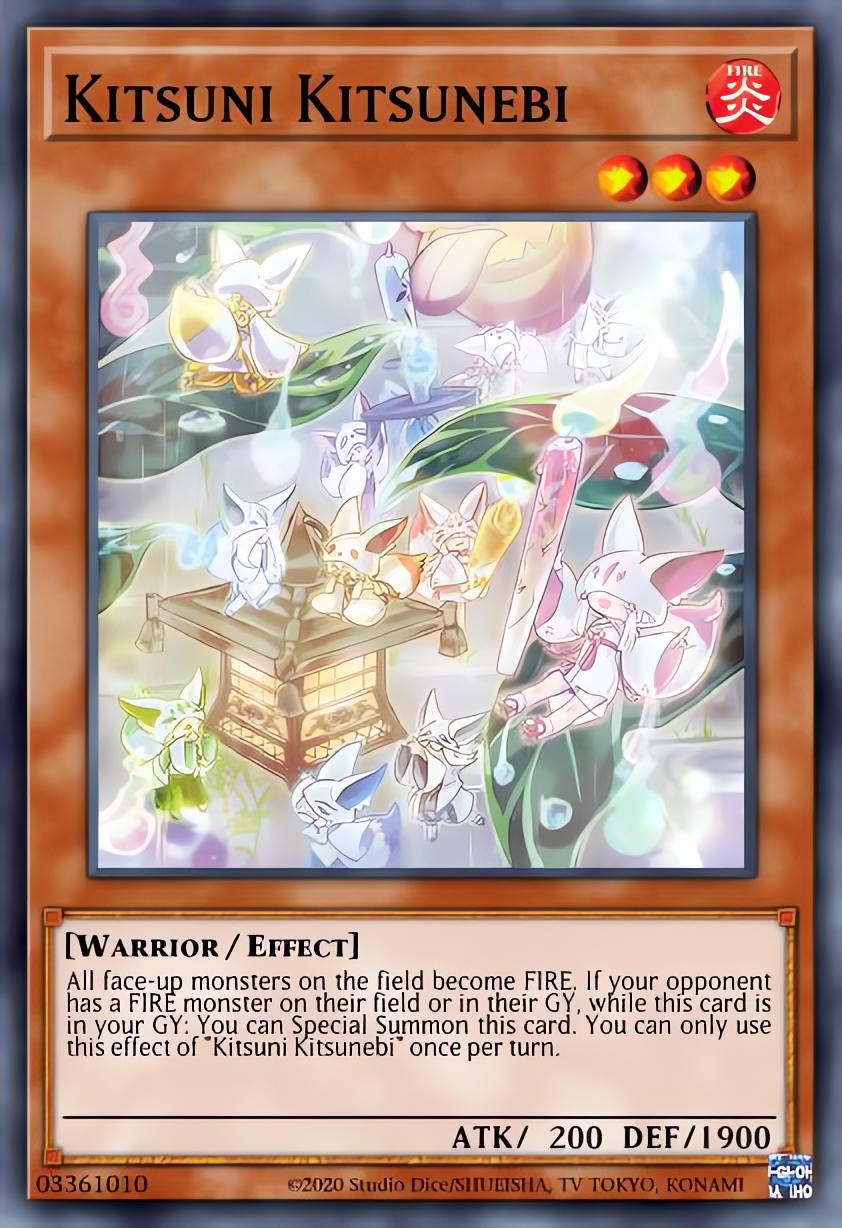 Kitsuni Kitsunebi
FIRE
炎
[Warrior / Effect]
All face-up monsters on the field become FIRE. If your opponent
has a FIRE monster on their field or in their GY, while this card is
in your GY: You can Special Summon this card. You can only use
this effect of "Kitsuni Kitsunebi" once per turn.
ATK/ 200 DEF/1900
03361010
©2020 Studio Dice/SHUEISHA, TV TOKYO, KONAMI